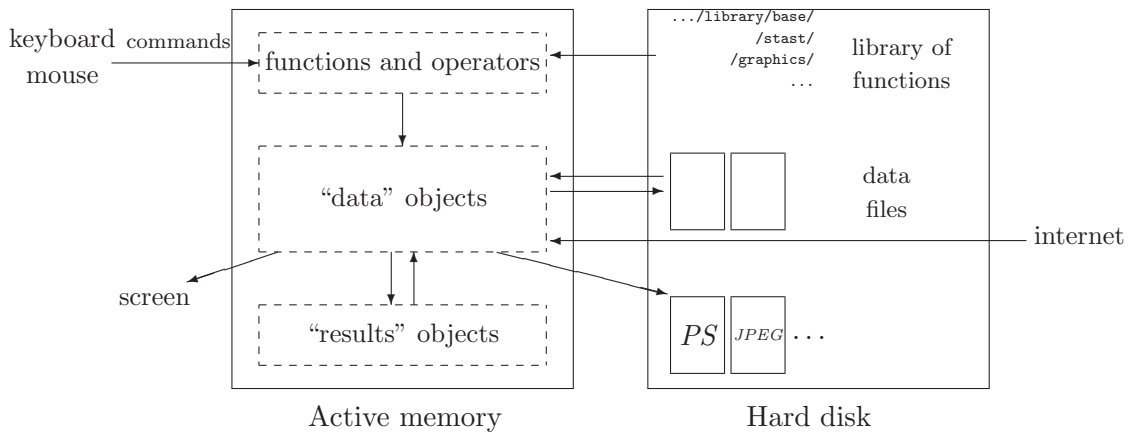 keyboard
mouse
commands
functions and operators
“data” objects
“results” objects
screen
Active memory
.../library/base/
/stast/
/graphics/
...
library of
functions
data
files
internet
PS
JPEG
...
Hard disk